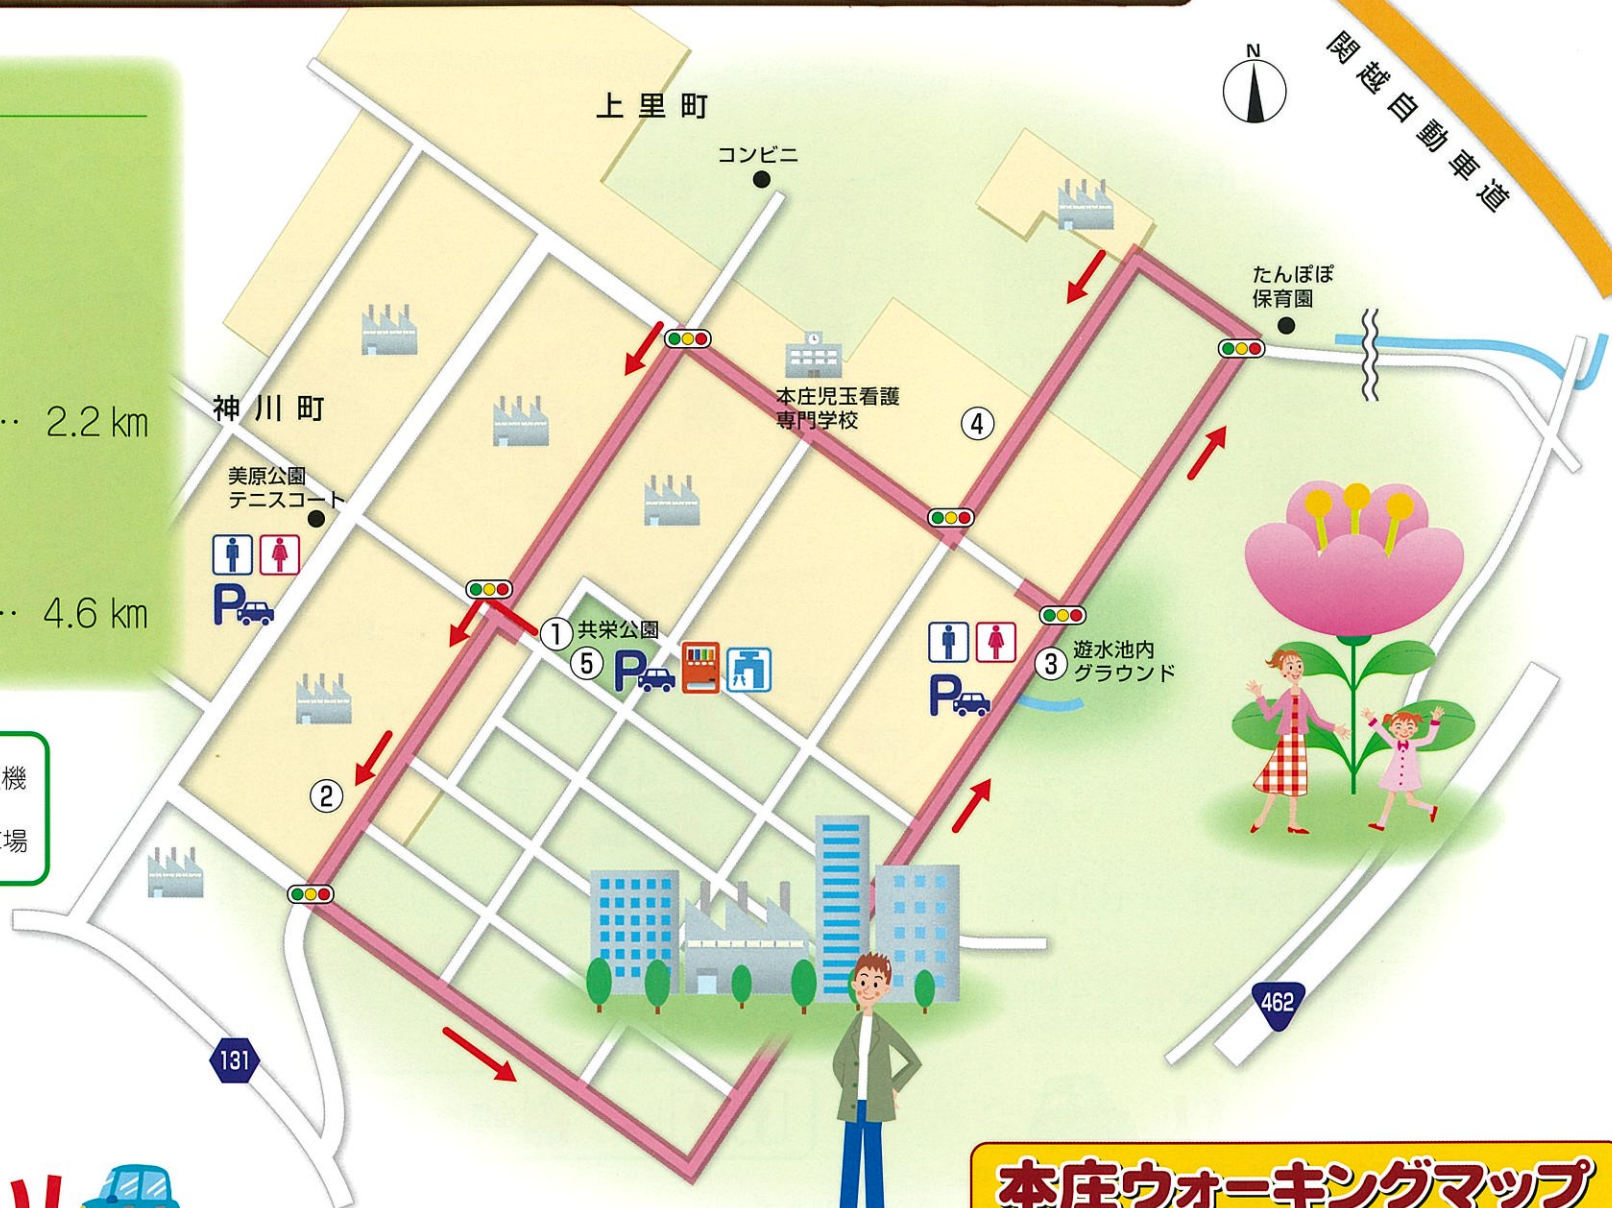 N
関越自動車道
上里町
コンビニ
たんぽぽ
保育園
本庄児玉看護
専門学校
④
神川町
‥ 2.2 km
美原公園
テニスコート
P
‥ 4.6 km
① 共栄公園
⑤ P
③ 遊水池内
グラウンド
P
機
場
②
462
131
本庄ウォーキングマップ